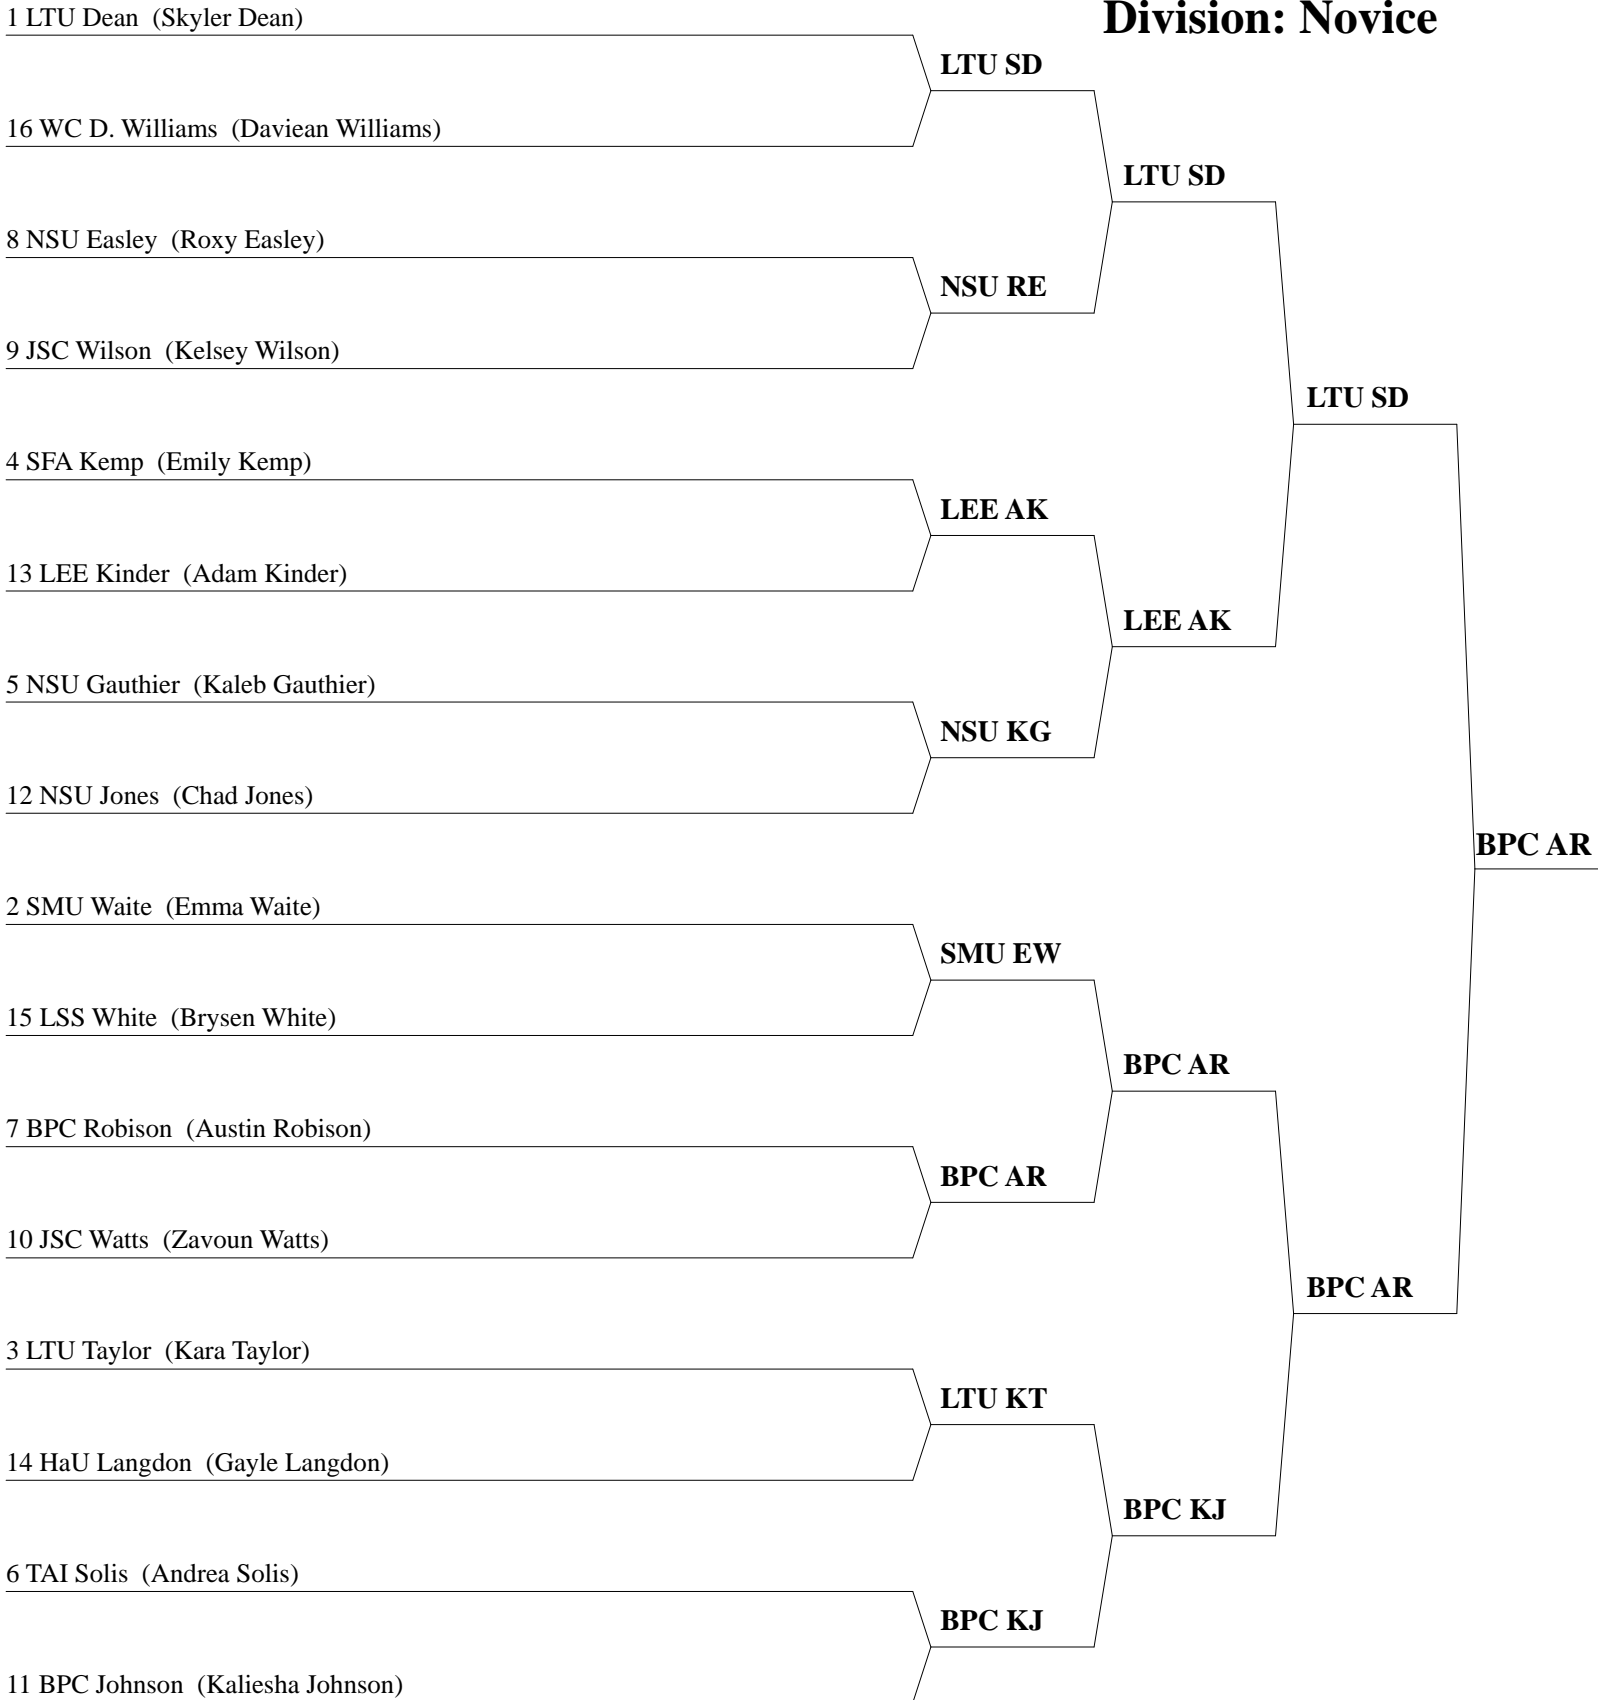 Division: Novice
1 LTU Dean (Skyler Dean)
LTU SD
16 WC D. Williams (Daviean Williams)
LTU SD
8 NSU Easley (Roxy Easley)
NSU RE
9 JSC Wilson (Kelsey Wilson)
LTU SD
4 SFA Kemp (Emily Kemp)
LEE AK
13 LEE Kinder (Adam Kinder)
LEE AK
5 NSU Gauthier (Kaleb Gauthier)
NSU KG
12 NSU Jones (Chad Jones)
BPC AR
2 SMU Waite (Emma Waite)
SMU EW
15 LSS White (Brysen White)
BPC AR
7 BPC Robison (Austin Robison)
BPC AR
10 JSC Watts (Zavoun Watts)
BPC AR
3 LTU Taylor (Kara Taylor)
LTU KT
14 HaU Langdon (Gayle Langdon)
BPC KJ
6 TAI Solis (Andrea Solis)
BPC KJ
11 BPC Johnson (Kaliesha Johnson)